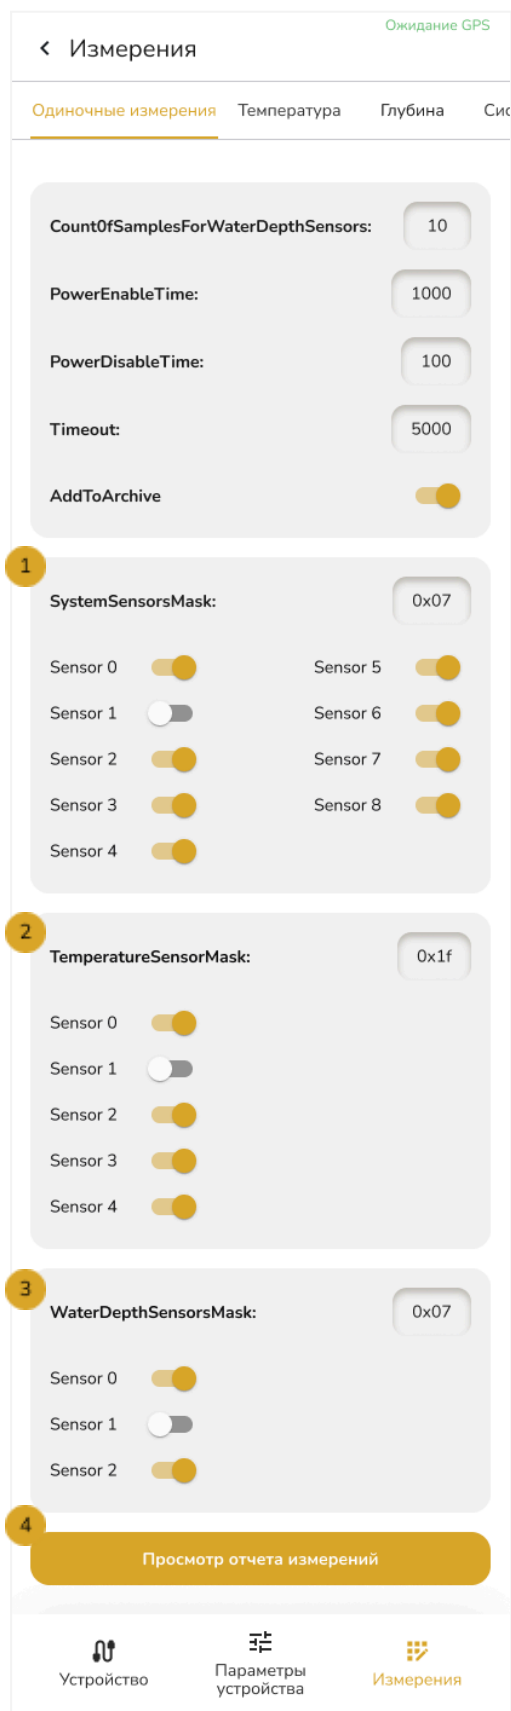 Ожидание GPS
Измерения
Одиночные измерения Температура Глубина Сис
Count0fSamplesForWaterDepthSensors: 10
PowerEnableTime: 1000
PowerDisableTime: 100
Timeout: 5000
AddToArchive
1
SystemSensorsMask: 0x07
Sensor 0 Sensor 5
Sensor 1 Sensor 6
Sensor 2 Sensor 7
Sensor 3 Sensor 8
Sensor 4
2
TemperatureSensorMask: 0x1f
Sensor 0
Sensor 1
Sensor 2
Sensor 3
Sensor 4
3
WaterDepthSensorsMask: 0x07
Sensor 0
Sensor 1
Sensor 2
4
Просмотр отчета измерений
Устройство Параметры устройства Измерения